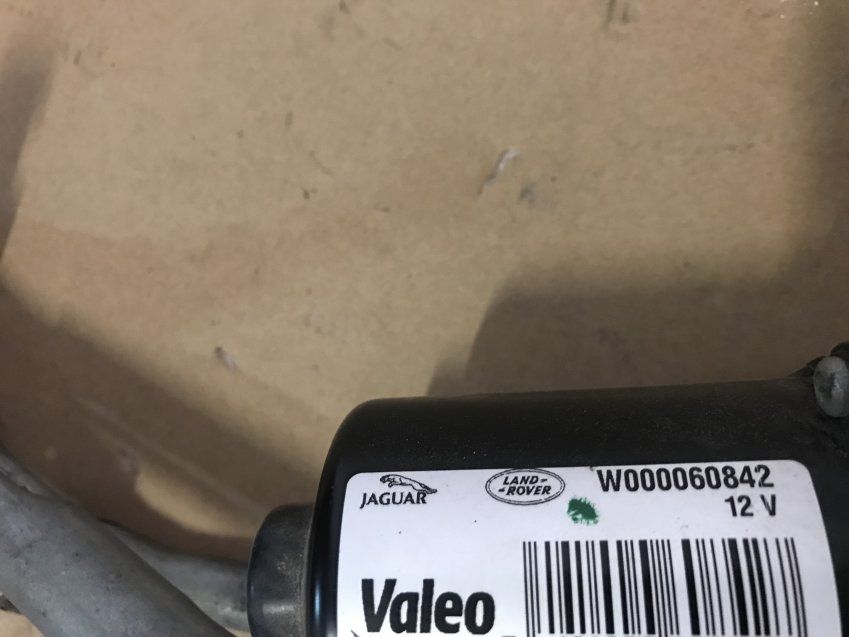 JAGUAR
LAND-
-ROVER
W000060842
12 V
Valeo